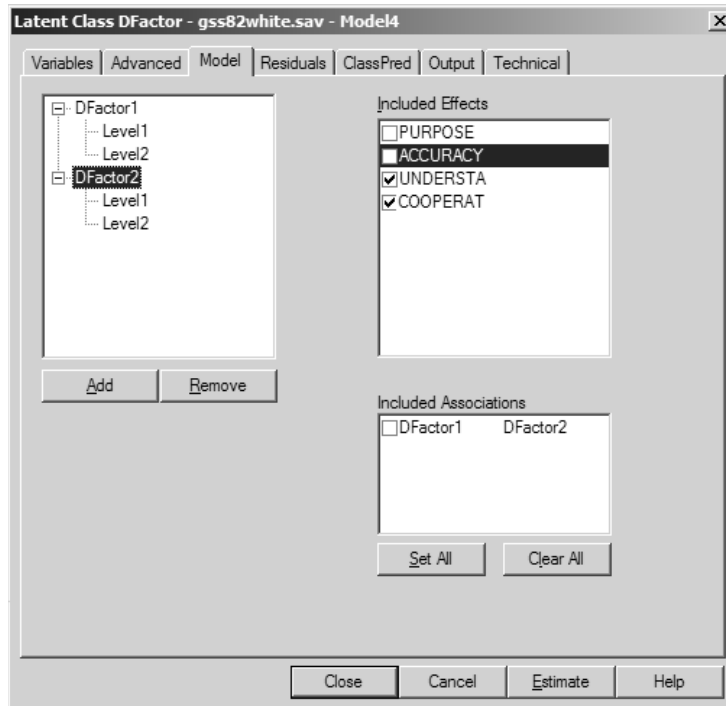 Latent Class DFactor - gss82white.sav - Model4
Variables Advanced Model Residuals ClassPred Output Technical
DFactor1
Level1
Level2
DFactor2
Level1
Level2
Add Remove
Included Effects
PURPOSE
ACCURACY
UNDERSTA
COOPERAT
Included Associations
DFactor1 DFactor2
Set All Clear All
Close Cancel Estimate Help